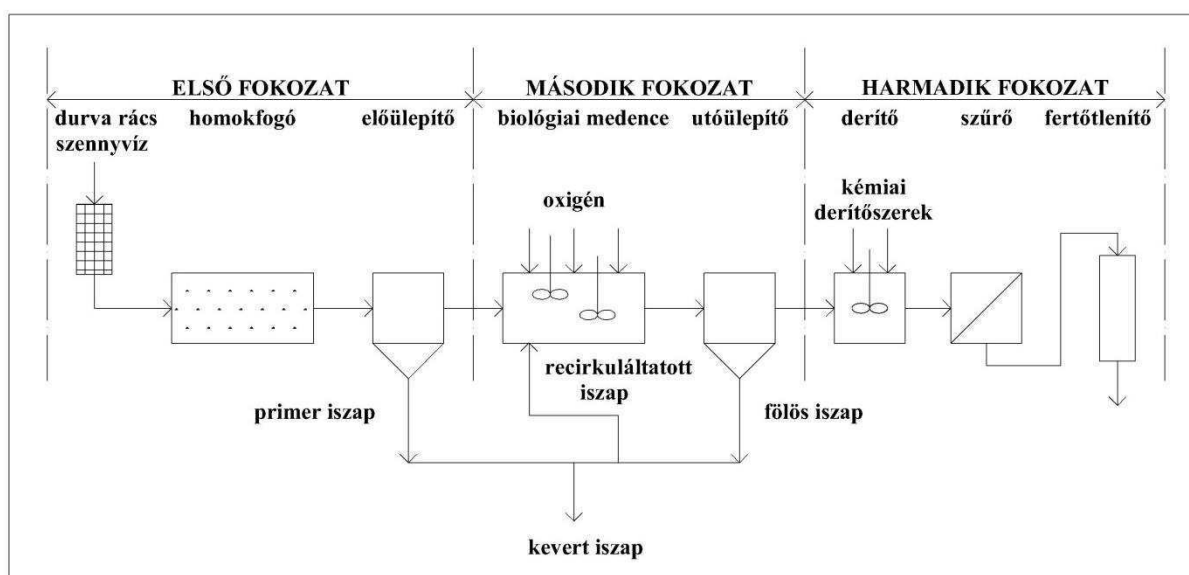 ELSŐ FOKOZAT
MÁSODIK FOKOZAT
HARMADIK FOKOZAT
durva rács
szennyvíz
homokfogó
előülepítő
biológiai medence
utóülepítő
derítő
szűrő
fertőtlenítő
oxigén
kémiai
derítőszerek
recirkuláltatott
iszap
primer iszap
fölös iszap
kevert iszap